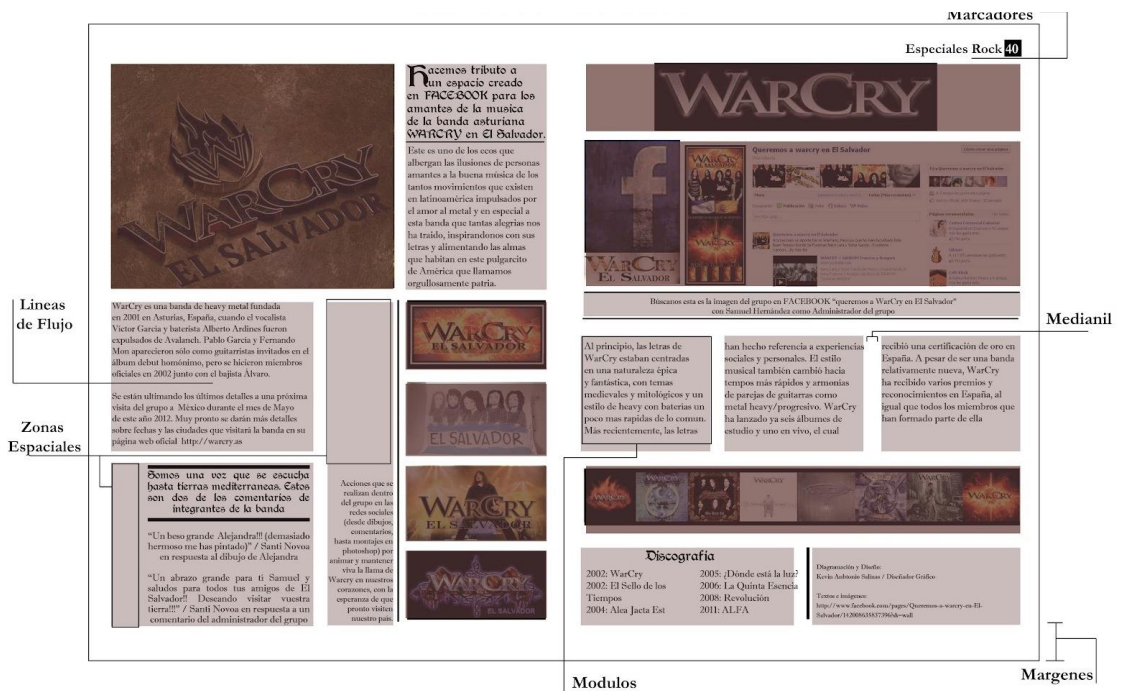 Marcadores
Especiales Rock 40
WARCRY
EL SALVADOR
Hacemos tributo a
un espacio creado
en FACEBOOK para los
amantes de la musica
de la banda asturiana
WARCRY en El Salvador.
Este es uno de los ecos que
albergan las ilusiones de personas
amantes a la buena música de los
tantos movimientos que existen
en latinoamérica impulsados por
el amor al metal y en especial a
esta banda que tantas alegrías nos
ha traído, inspirandonos con sus
letras y alimentando las almas
que habitan en este pulgarcito
de América que llamamos
orgullosamente patria.
Lineas
de Flujo
WarCry es una banda de heavy metal fundada
en 2001 en Asturias, España, cuando el vocalista
Víctor García y baterista Alberto Ardines fueron
expulsados de Avalanch. Pablo García y Fernando
Mon aparecieron sólo como guitarristas invitados en el
álbum debut homónimo, pero se hicieron miembros
oficiales en 2002 junto con el bajista Álvaro.
Se están ultimando los últimos detalles a una próxima
visita del grupo a México durante el mes de Mayo
de este año 2012. Muy pronto se darán más detalles
sobre fechas y las ciudades que visitará la banda en su
página web oficial http://warcry.as
Zonas
Espaciales
Somos una voz que se escucha
hasta tierras mediterraneas. Estos
son dos de los comentarios de
integrantes de la banda
“Un beso grande Alejandra!!! (demasiado
hermoso me has pintado)” / Santi Novoa
en respuesta al dibujo de Alejandra
“Un abrazo grande para ti Samuel y
saludos para todos tus amigos de El
Salvador!! Deseando visitar vuestra
tierra!!!” / Santi Novoa en respuesta a un
comentario del administrador del grupo
Acciones que se
realizan dentro
del grupo en las
redes sociales
(desde dibujos,
comentarios,
hasta montajes en
photoshop) por
animar y mantener
viva la llama de
Warcry en nuestros
corazones, con la
esperanza de que
pronto visiten
nuestro país.
WARCRY
EL SALVADOR
EL SALVADOR
WARCRY
EL SALVADOR
WARCRY
EL SALVADOR
WARCRY
WARCRY
EL SALVADOR
Queremos a warcry en El Salvador
Búscanos esta es la imagen del grupo en FACEBOOK “queremos a WarCry en El Salvador”
con Samuel Hernández como Administrador del grupo
Medianil
Al principio, las letras de
WarCry estaban centradas
en una naturaleza épica
y fantástica, con temas
medievales y mitológicos y un
estilo de heavy con baterías un
poco mas rapidas de lo comun.
Más recientemente, las letras
han hecho referencia a experiencias
sociales y personales. El estilo
musical también cambió hacia
tempos más rápidos y armonias
de parejas de guitarras como
metal heavy/progresivo. WarCry
ha lanzado ya seis álbumes de
estudio y uno en vivo, el cual
recibió una certificación de oro en
España. A pesar de ser una banda
relativamente nueva, WarCry
ha recibido varios premios y
reconocimientos en España, al
igual que todos los miembros que
han formado parte de ella
Discografia
2002: WarCry
2002: El Sello de los
Tiempos
2004: Alea Jacta Est
2005: ¿Dónde está la luz?
2006: La Quinta Esencia
2008: Revolución
2011: ALFA
Diagramación y Diseño:
Kevin Anthonio Salinas / Diseñador Gráfico
Textos e Imágenes:
Modulos
Margenes